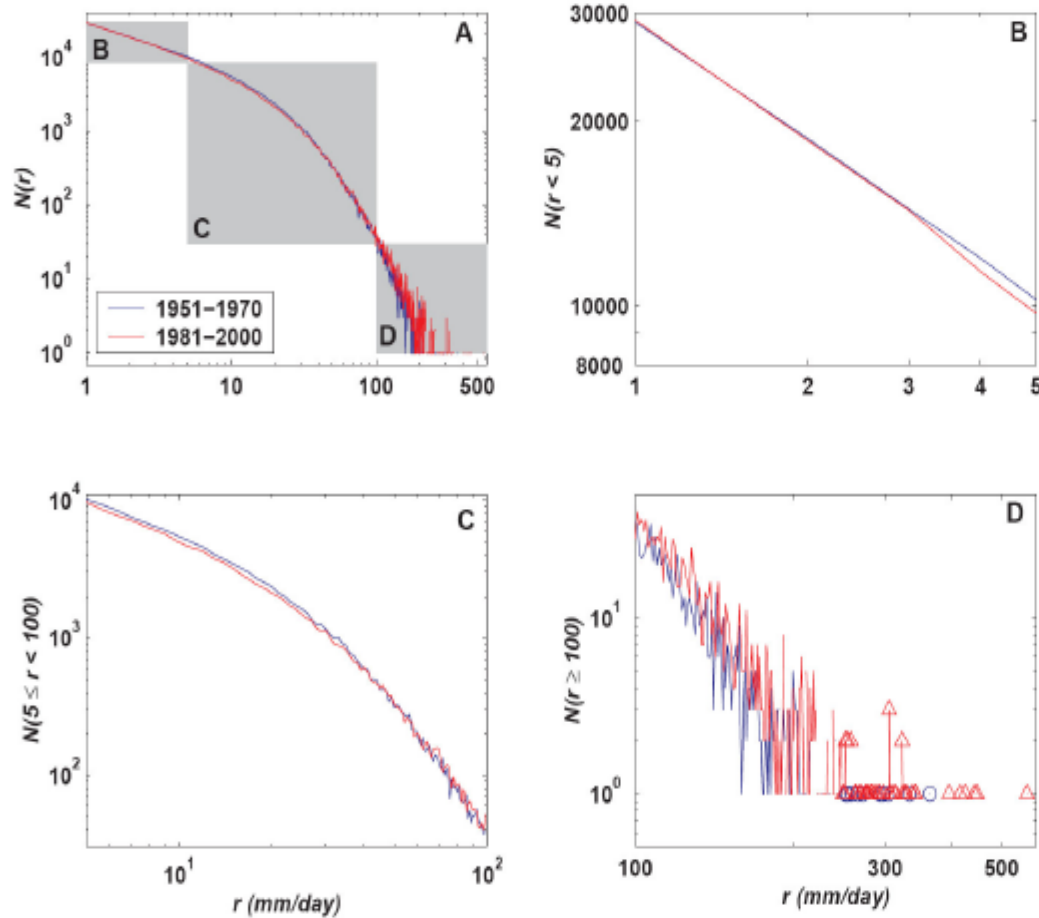 A
10^4
B
10^3
N(r)
10^2
C
10^1
1951−1970
1981−2000
D
10^0
1 10 100 500
30000
B
20000
N(r < 5)
10000
8000
1 2 3 4 5
10^4
C
N(5 ≤ r < 100)
10^3
10^2
10^1 10^2
r (mm/day)
D
N(r ≥ 100)
10^1
10^0
100 300 500
r (mm/day)